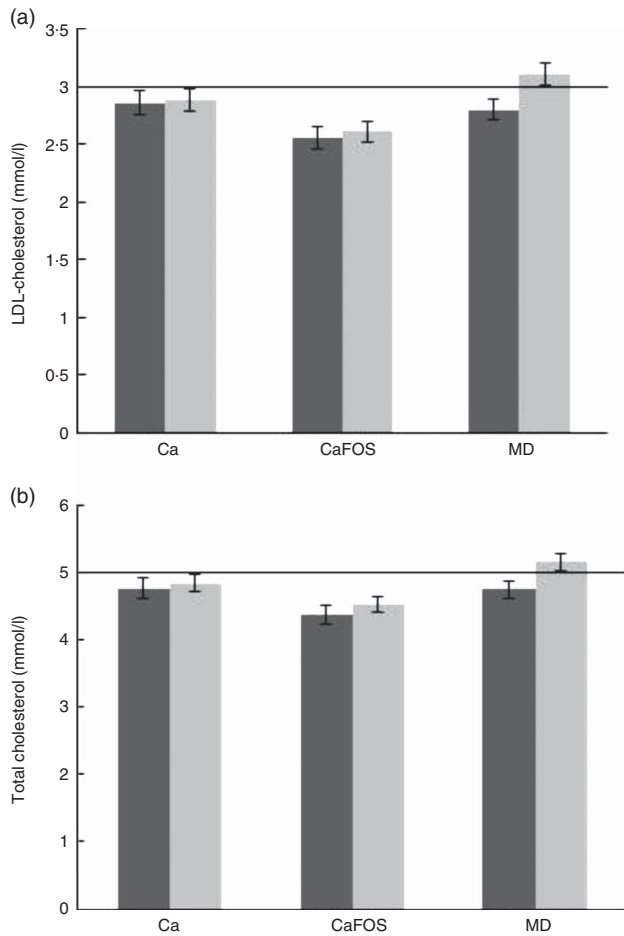 (a)
3·5
3
2·5
2
1·5
1
0·5
0
LDL-cholesterol (mmol/l)
Ca CaFOS MD
(b)
6
5
4
3
2
1
0
Total cholesterol (mmol/l)
Ca CaFOS MD